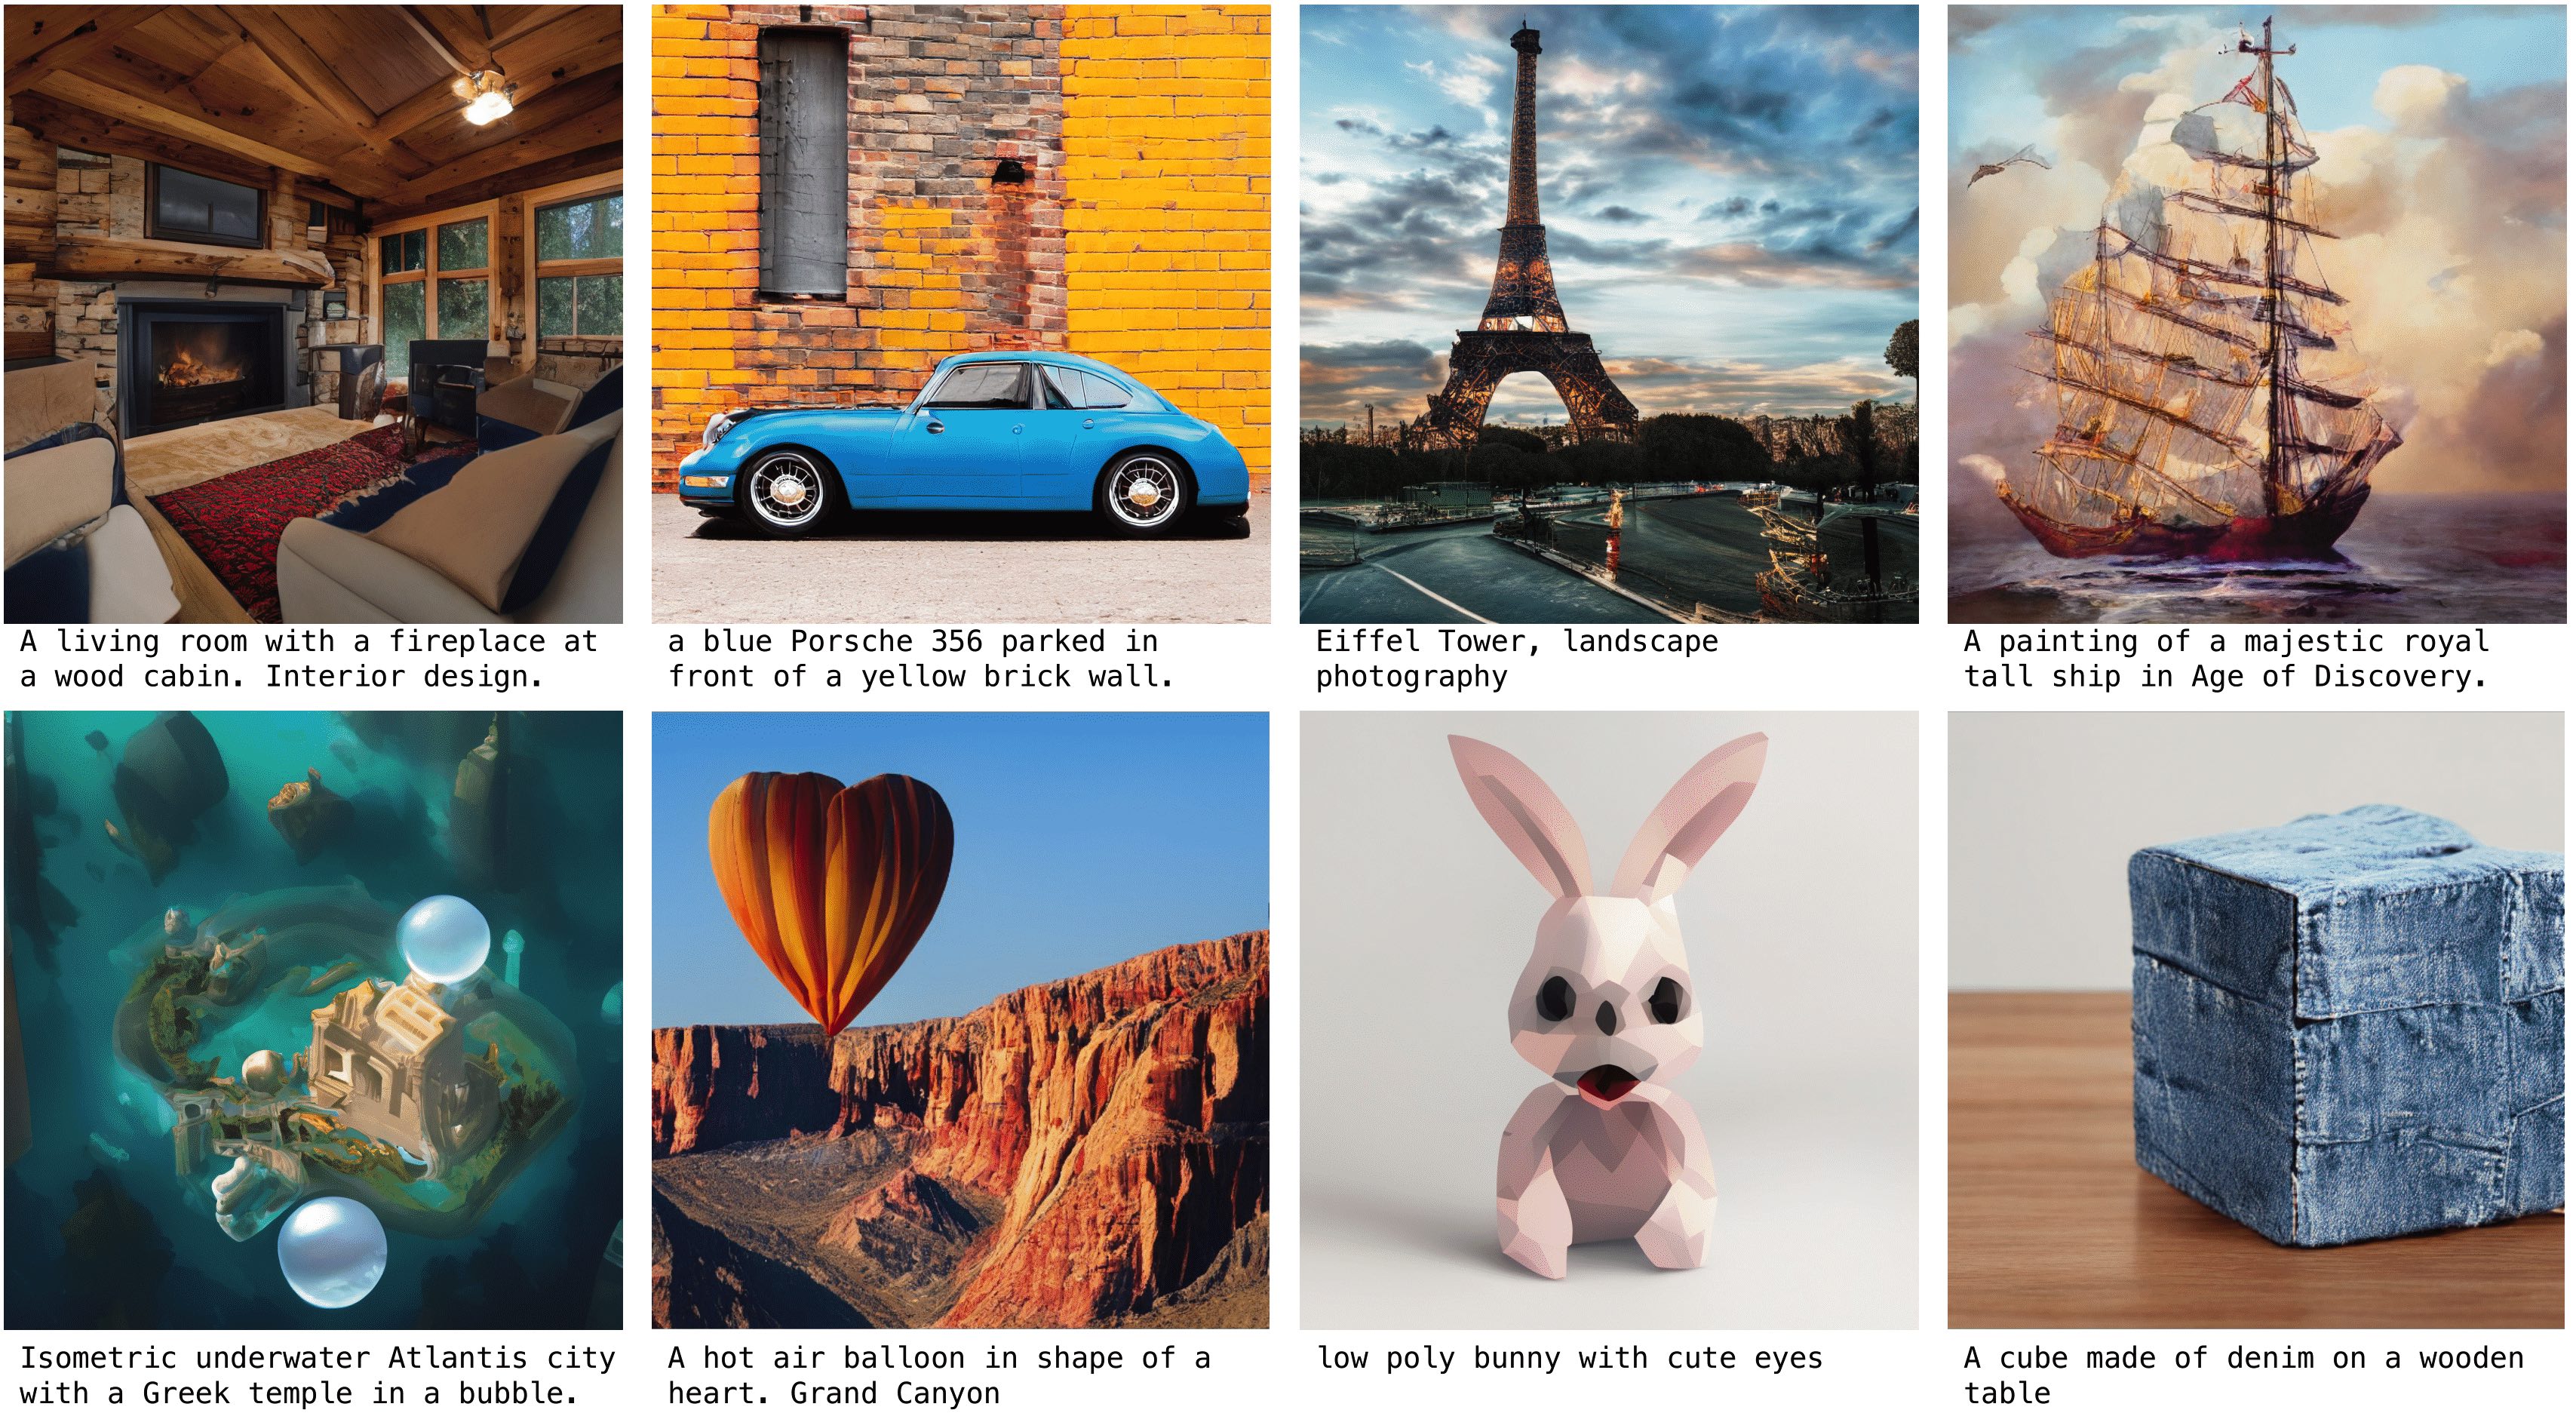 A living room with a fireplace at
a wood cabin. Interior design.
a blue Porsche 356 parked in
front of a yellow brick wall.
Eiffel Tower, landscape
photography
A painting of a majestic royal
tall ship in Age of Discovery.
Isometric underwater Atlantis city
with a Greek temple in a bubble.
A hot air balloon in shape of a
heart. Grand Canyon
low poly bunny with cute eyes
A cube made of denim on a wooden
table